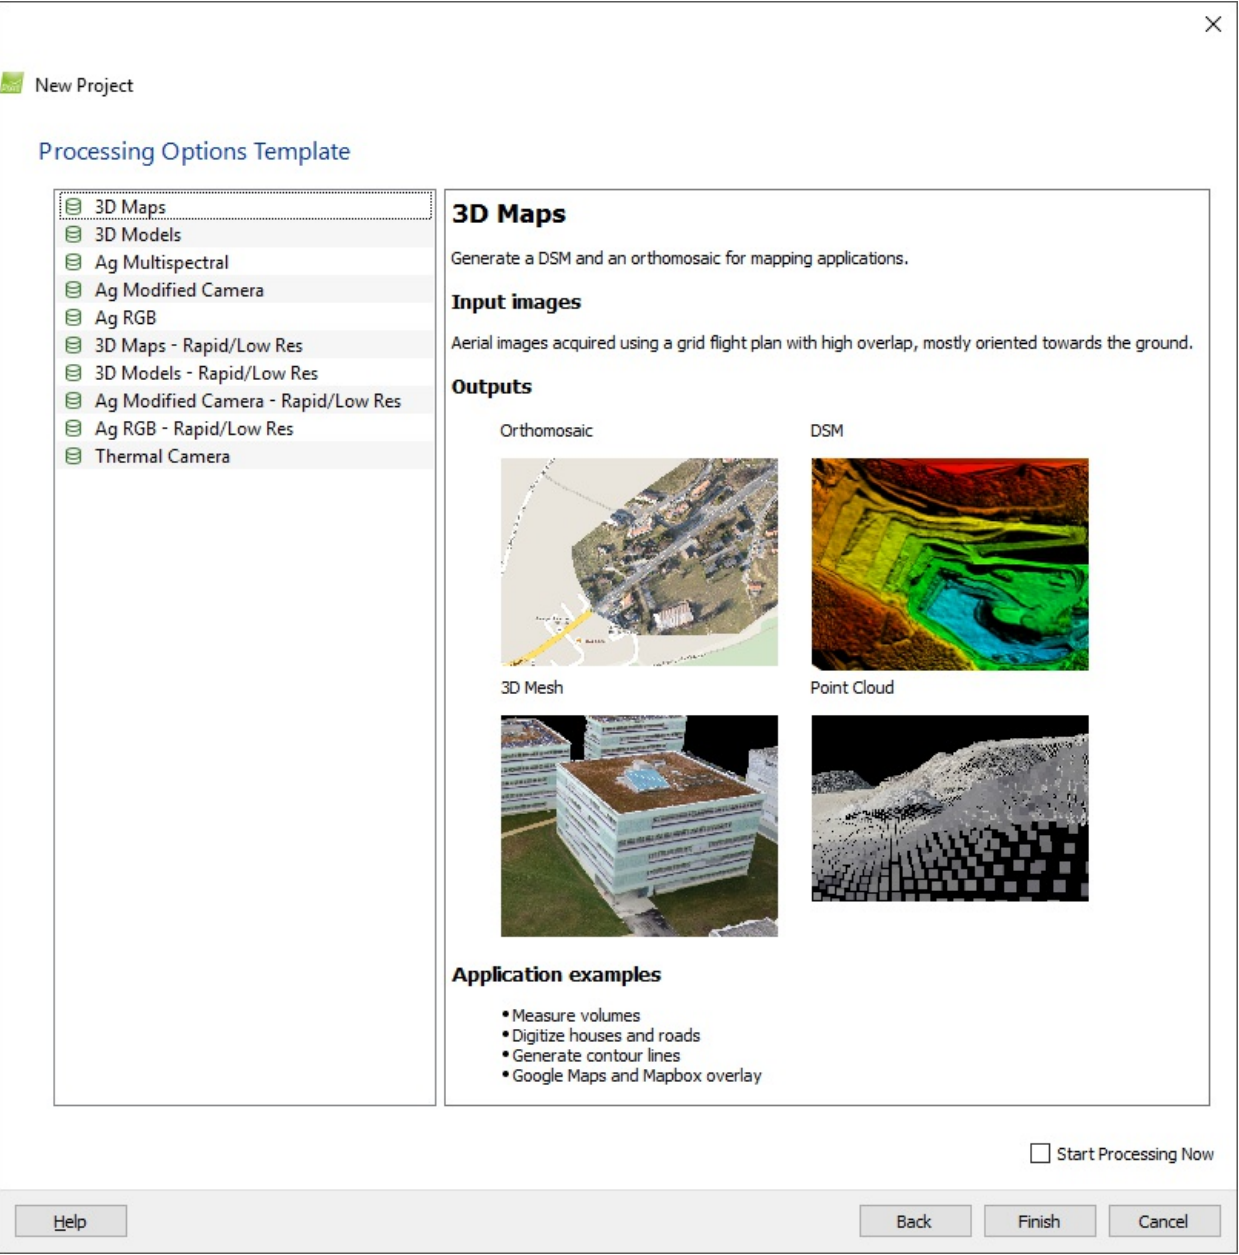 New Project
Processing Options Template
3D Maps
3D Models
Ag Multispectral
Ag Modified Camera
Ag RGB
3D Maps - Rapid/Low Res
3D Models - Rapid/Low Res
Ag Modified Camera - Rapid/Low Res
Ag RGB - Rapid/Low Res
Thermal Camera
3D Maps
Generate a DSM and an orthomosaic for mapping applications.
Input images
Aerial images acquired using a grid flight plan with high overlap, mostly oriented towards the ground.
Outputs
Orthomosaic
DSM
3D Mesh
Point Cloud
Application examples
• Measure volumes
• Digitize houses and roads
• Generate contour lines
• Google Maps and Mapbox overlay
Start Processing Now
Help
Back
Finish
Cancel